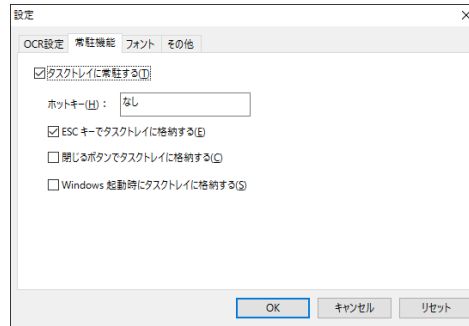 設定
OCR設定 常駐機能 フォント その他
タスクトレイに常駐する(T)
ホットキー(H)： なし
ESC キーでタスクトレイに格納する(E)
閉じるボタンでタスクトレイに格納する(C)
Windows 起動時にタスクトレイに格納する(S)
OK キャンセル リセット